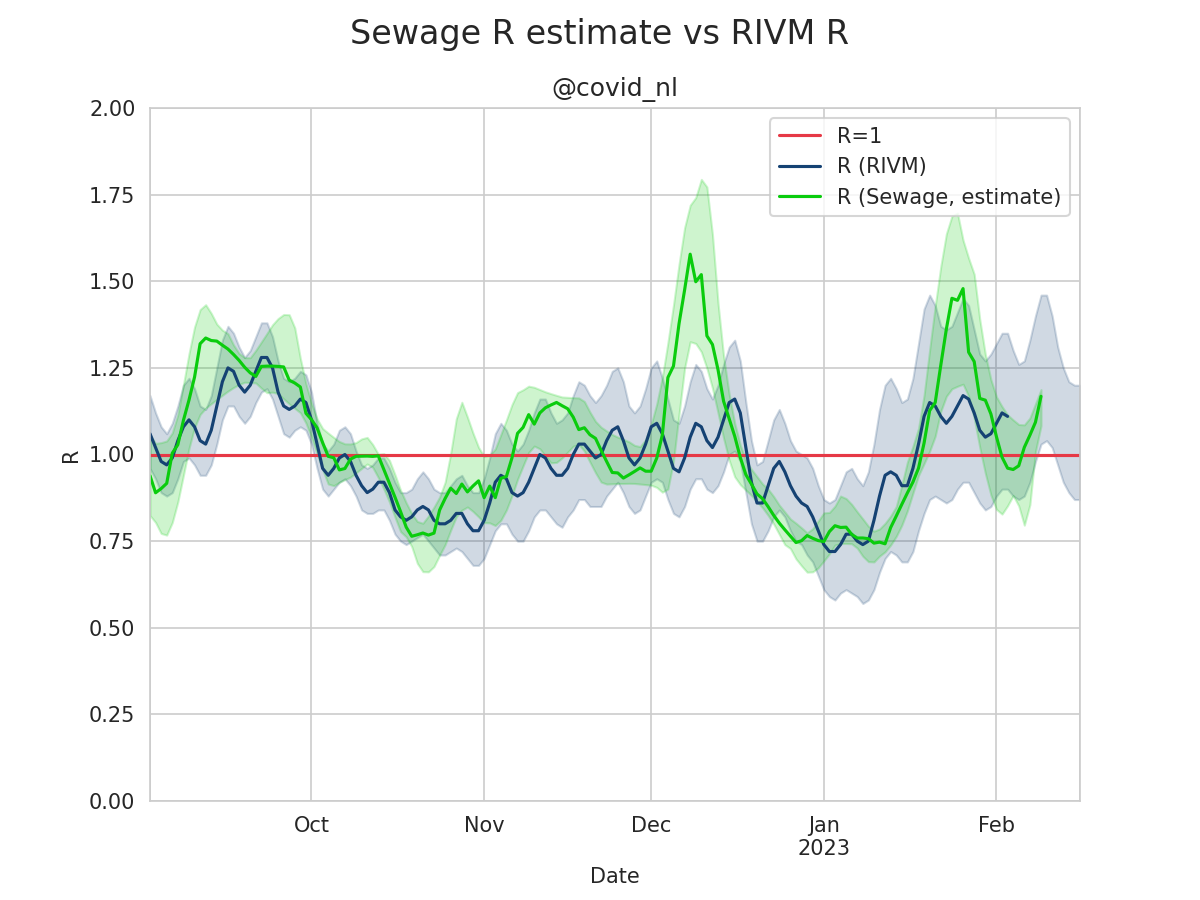 Sewage R estimate vs RIVM R
@covid_nl
R=1
R (RIVM)
R (Sewage, estimate)
2.00
1.75
1.50
1.25
1.00
0.75
0.50
0.25
0.00
R
Oct
Nov
Dec
Jan
2023
Feb
Date